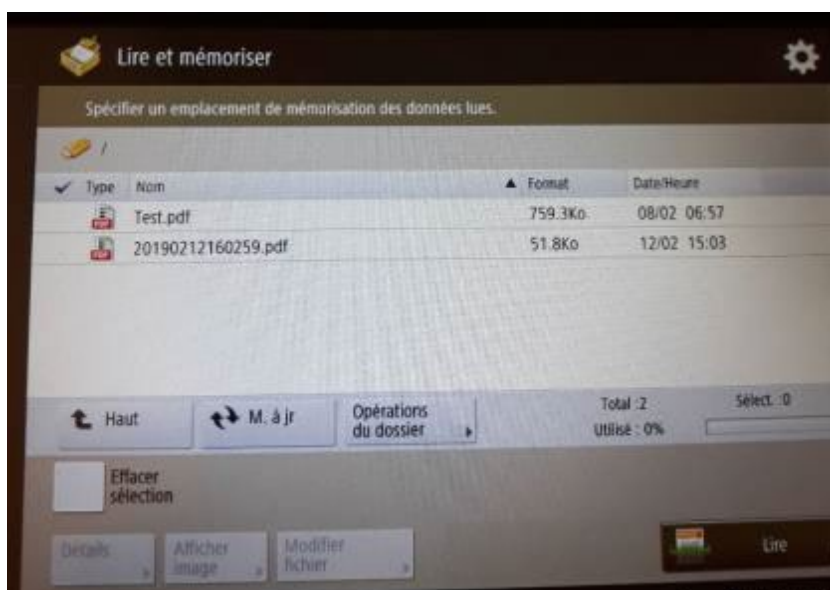 Lire et mémoriser
Spécifier un emplacement de mémorisation des données lues.
/
Type Nom ▲ Format Date/Heure
PDF Test.pdf 759.3Ko 08/02 06:57
PDF 20190212160259.pdf 51.8Ko 12/02 15:03
Haut M. à jr Opérations du dossier Total :2 Sélect. :0
Utilisé : 0%
Effacer
sélection
Détails Afficher image Modifier fichier Lire